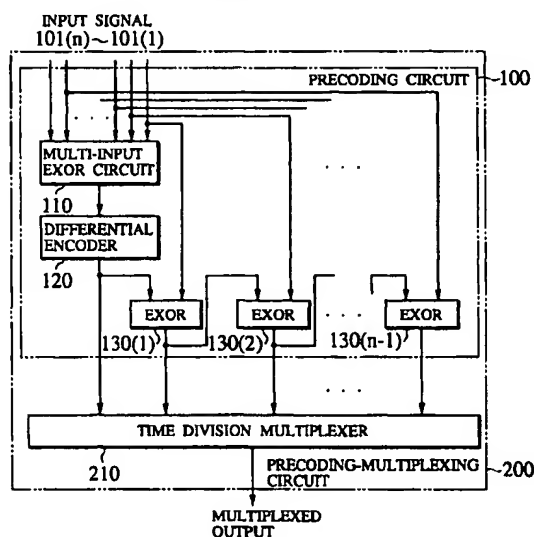 INPUT SIGNAL
101(n)~101(1)
PRECODING CIRCUIT
100
. . . .
MULTI-INPUT
EXOR CIRCUIT
. . .
110
DIFFERENTIAL
ENCODER
120
EXOR
EXOR
. . .
EXOR
130(1)
130(2)
130(n-1)
. . .
TIME DIVISION MULTIPLEXER
210
PRECODING-MULTIPLEXING
CIRCUIT
200
MULTIPLEXED
OUTPUT